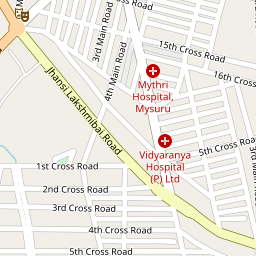 3rd Main Road
4th Main Road
15th Cross Road
16th Cross Road
Mythri
Hospital,
Mysuru
Jhansi Lakshmibai Road
Vidyaranya
Hospital
(P) Ltd
5th Cross Road
1st Cross Road
2nd Cross Road
3rd Cross Road
4th Cross Road
5th Cross Road